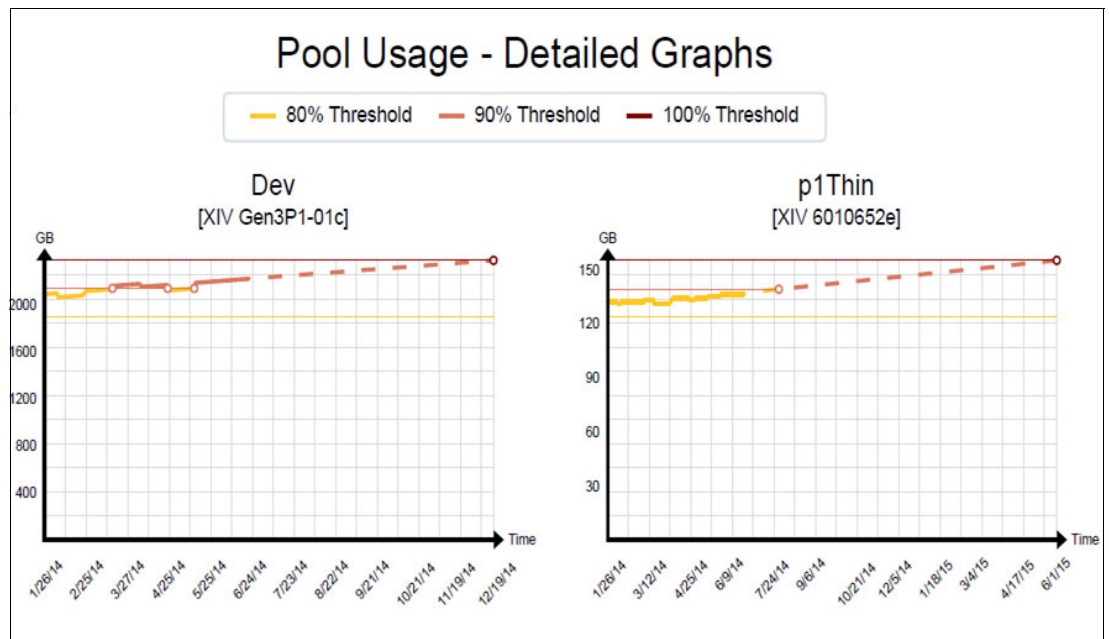 Pool Usage - Detailed Graphs
80% Threshold 90% Threshold 100% Threshold
Dev
[XIV Gen3P1-01c]
GB
2000
1600
1200
800
400
Time
1/26/14 2/25/14 3/27/14 4/25/14 5/25/14 6/24/14 7/23/14 8/22/14 9/21/14 10/21/14 11/19/14 12/19/14
p1Thin
[XIV 6010652e]
GB
150
120
90
60
30
Time
1/26/14 3/12/14 4/25/14 6/9/14 7/24/14 9/6/14 10/21/14 12/5/14 1/18/15 3/4/15 4/17/15 6/1/15